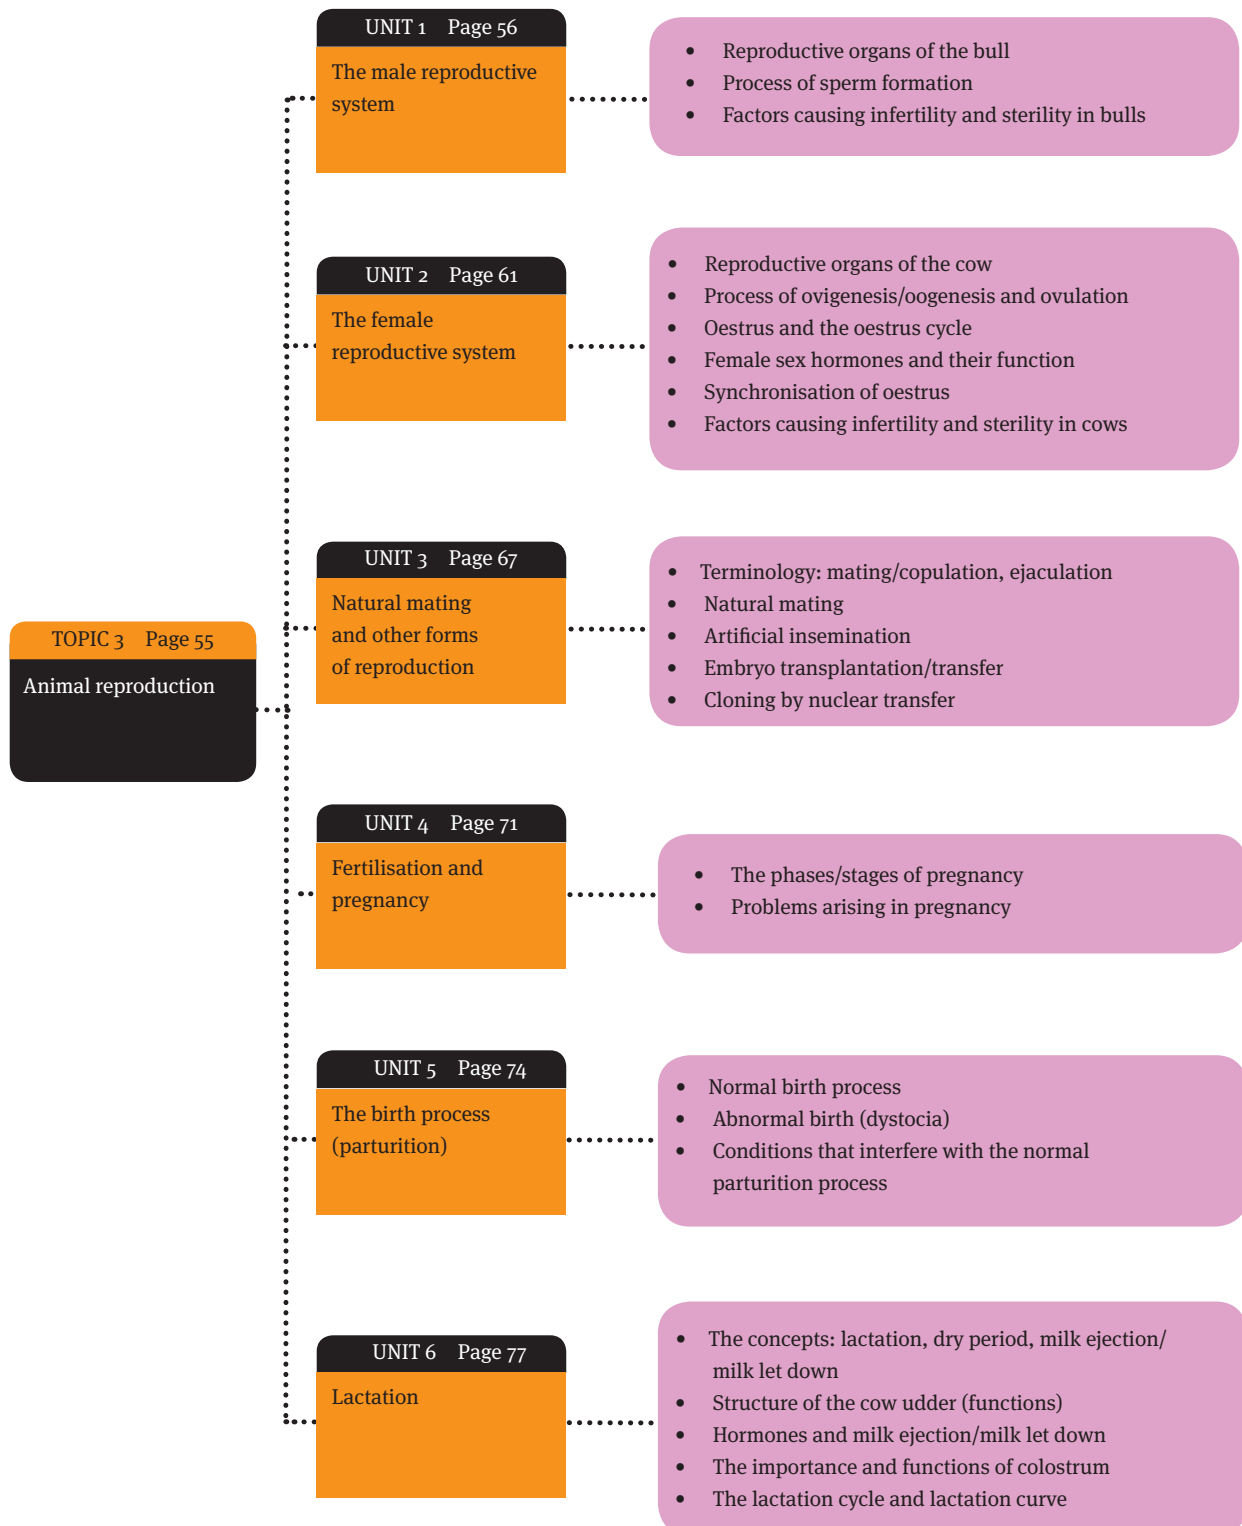 UNIT 1 Page 56
The male reproductive
system
• Reproductive organs of the bull
• Process of sperm formation
• Factors causing infertility and sterility in bulls
UNIT 2 Page 61
The female
reproductive system
• Reproductive organs of the cow
• Process of ovigenesis/oogenesis and ovulation
• Oestrus and the oestrus cycle
• Female sex hormones and their function
• Synchronisation of oestrus
• Factors causing infertility and sterility in cows
TOPIC 3 Page 55
Animal reproduction
UNIT 3 Page 67
Natural mating
and other forms
of reproduction
• Terminology: mating/copulation, ejaculation
• Natural mating
• Artificial insemination
• Embryo transplantation/transfer
• Cloning by nuclear transfer
UNIT 4 Page 71
Fertilisation and
pregnancy
• The phases/stages of pregnancy
• Problems arising in pregnancy
UNIT 5 Page 74
The birth process
(parturition)
• Normal birth process
• Abnormal birth (dystocia)
• Conditions that interfere with the normal
parturition process
UNIT 6 Page 77
Lactation
• The concepts: lactation, dry period, milk ejection/
milk let down
• Structure of the cow udder (functions)
• Hormones and milk ejection/milk let down
• The importance and functions of colostrum
• The lactation cycle and lactation curve